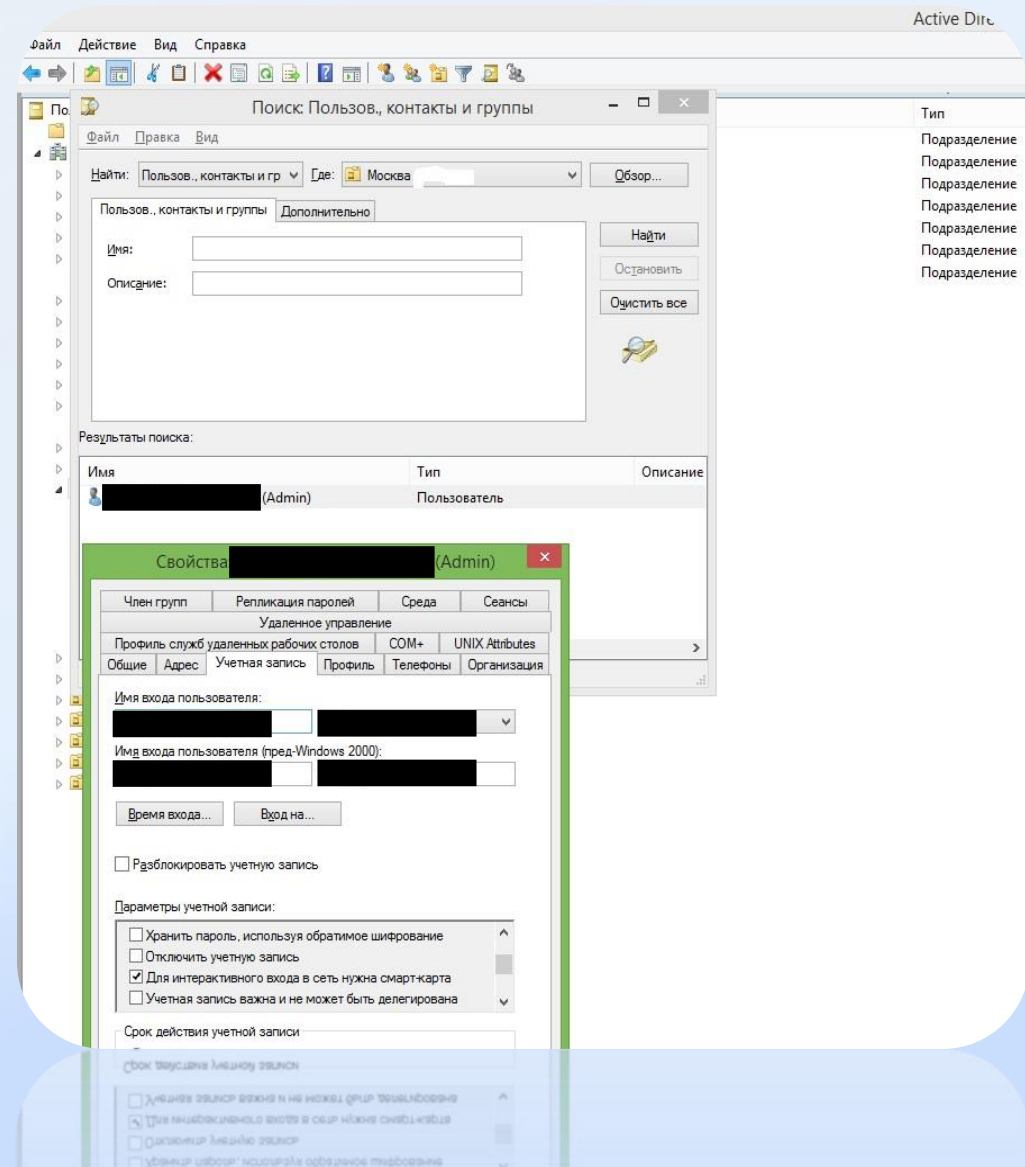 Active Dire
Файл Действие Вид Справка
По
Поиск: Пользов., контакты и группы
Тип
Файл Правка Вид
Подразделение
Подразделение
Найти: Пользов., контакты и гр Где: Москва Обзор...
Подразделение
Пользов., контакты и группы Дополнительно
Подразделение
Найти
Подразделение
Имя:
Подразделение
Остановить
Подразделение
Описание:
Очистить все
Результаты поиска:
Имя Тип Описание
(Admin) Пользователь
Свойства (Admin)
Член групп Репликация паролей Среда Сеансы
Удаленное управление
Профиль служб удаленных рабочих столов COM+ UNIX Attributes
Общие Адрес Учетная запись Профиль Телефоны Организация
Имя входа пользователя:
Имя входа пользователя (пред-Windows 2000):
Время входа... Вход на...
Разблокировать учетную запись
Параметры учетной записи:
Хранить пароль, используя обратимое шифрование
Отключить учетную запись
Для интерактивного входа в сеть нужна смарт-карта
Учетная запись важна и не может быть делегирована
Срок действия учетной записи